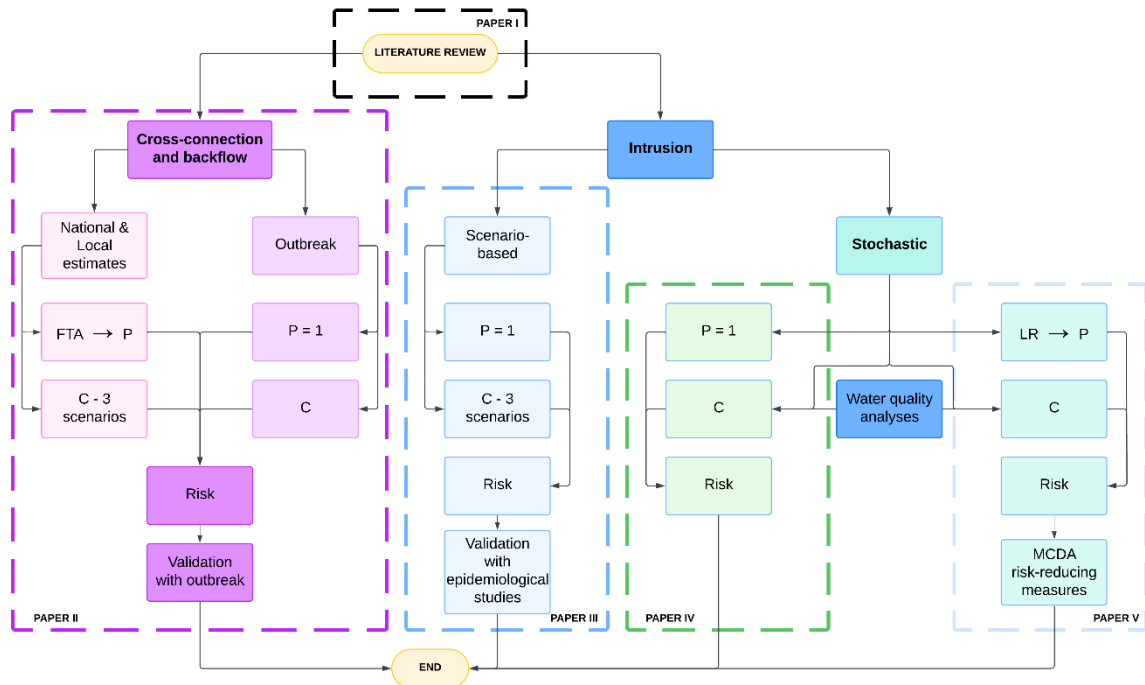 PAPER I
LITERATURE REVIEW
Cross-connection
and backflow
Intrusion
National &
Local
estimates
Outbreak
Scenario-
based
Stochastic
FTA → P
P = 1
P = 1
P = 1
LR → P
C - 3
scenarios
C
C - 3
scenarios
C
Water quality
analyses
C
Risk
Risk
Risk
Risk
Validation
with outbreak
Validation
with
epidemiological
studies
MCDA
risk-reducing
measures
PAPER II
PAPER III
PAPER IV
PAPER V
END